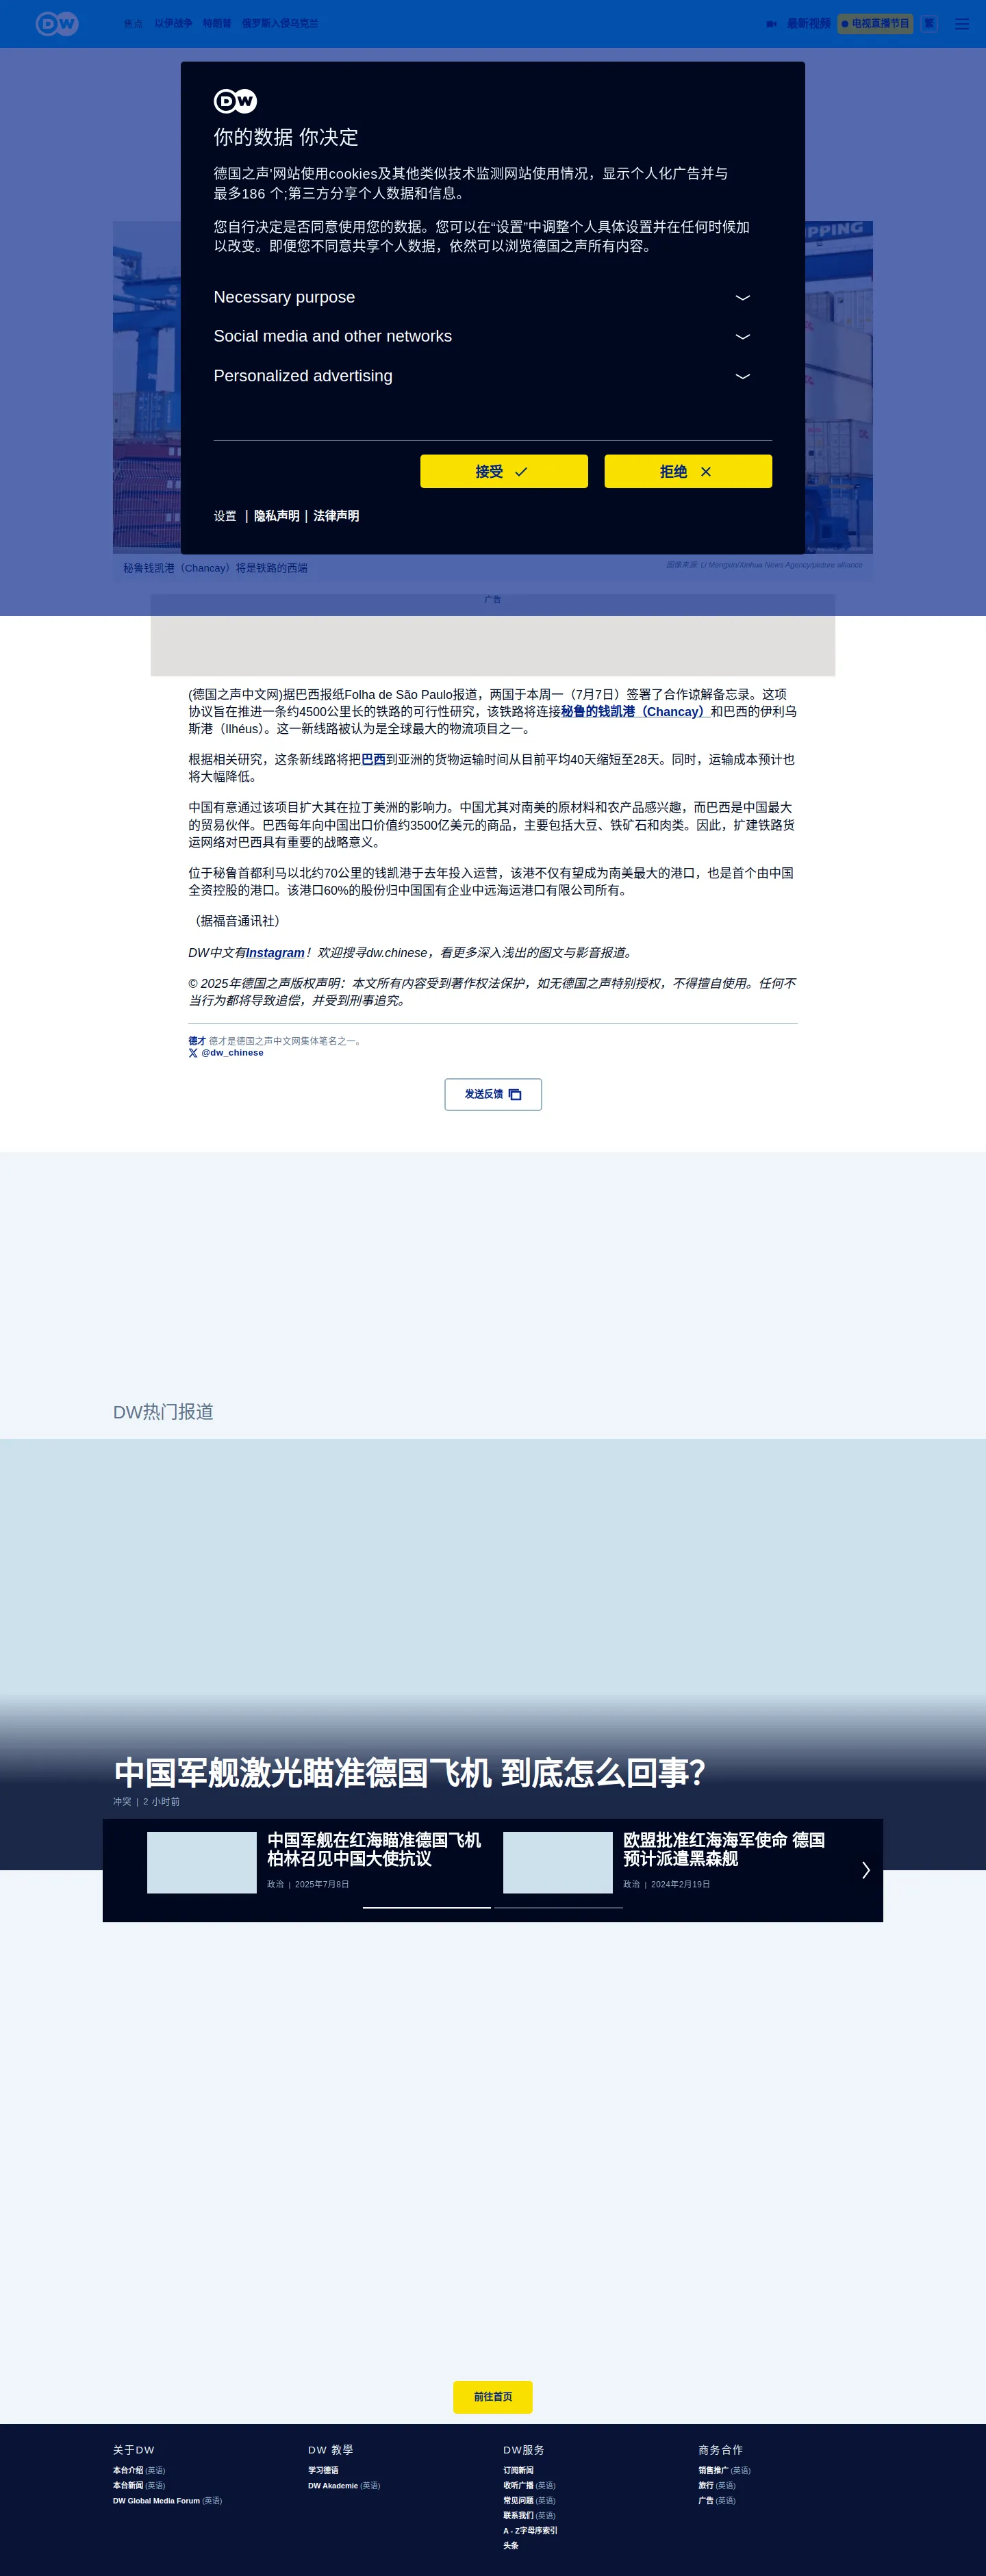 DW
焦点 以伊战争 特朗普 俄罗斯入侵乌克兰 最新视频 电视直播节目 繁
DW
你的数据 你决定
德国之声'网站使用cookies及其他类似技术监测网站使用情况，显示个人化广告并与
最多186 个;第三方分享个人数据和信息。
您自行决定是否同意使用您的数据。您可以在“设置”中调整个人具体设置并在任何时候加
以改变。即便您不同意共享个人数据，依然可以浏览德国之声所有内容。
Necessary purpose
Social media and other networks
Personalized advertising
接受 拒绝
设置 | 隐私声明 | 法律声明
秘鲁钱凯港（Chancay）将是铁路的西端
图像来源: Li Mengxin/Xinhua News Agency/picture alliance
广告
(德国之声中文网)据巴西报纸Folha de São Paulo报道，两国于本周一（7月7日）签署了合作谅解备忘录。这项
协议旨在推进一条约4500公里长的铁路的可行性研究，该铁路将连接秘鲁的钱凯港（Chancay）和巴西的伊利乌
斯港（Ilhéus）。这一新线路被认为是全球最大的物流项目之一。
根据相关研究，这条新线路将把巴西到亚洲的货物运输时间从目前平均40天缩短至28天。同时，运输成本预计也
将大幅降低。
中国有意通过该项目扩大其在拉丁美洲的影响力。中国尤其对南美的原材料和农产品感兴趣，而巴西是中国最大
的贸易伙伴。巴西每年向中国出口价值约3500亿美元的商品，主要包括大豆、铁矿石和肉类。因此，扩建铁路货
运网络对巴西具有重要的战略意义。
位于秘鲁首都利马以北约70公里的钱凯港于去年投入运营，该港不仅有望成为南美最大的港口，也是首个由中国
全资控股的港口。该港口60%的股份归中国国有企业中远海运港口有限公司所有。
（据福音通讯社）
DW中文有Instagram！欢迎搜寻dw.chinese，看更多深入浅出的图文与影音报道。
© 2025年德国之声版权声明：本文所有内容受到著作权法保护，如无德国之声特别授权，不得擅自使用。任何不
当行为都将导致追偿，并受到刑事追究。
德才 德才是德国之声中文网集体笔名之一。
@dw_chinese
发送反馈
DW热门报道
中国军舰激光瞄准德国飞机 到底怎么回事？
冲突 | 2 小时前
中国军舰在红海瞄准德国飞机
柏林召见中国大使抗议
政治 | 2025年7月8日
欧盟批准红海海军使命 德国
预计派遣黑森舰
政治 | 2024年2月19日
前往首页
关于DW
本台介绍 (英语)
本台新闻 (英语)
DW Global Media Forum (英语)
DW 教學
学习德语
DW Akademie (英语)
DW服务
订阅新闻
收听广播 (英语)
常见问题 (英语)
联系我们 (英语)
A - Z字母序索引
头条
商务合作
销售推广 (英语)
旅行 (英语)
广告 (英语)